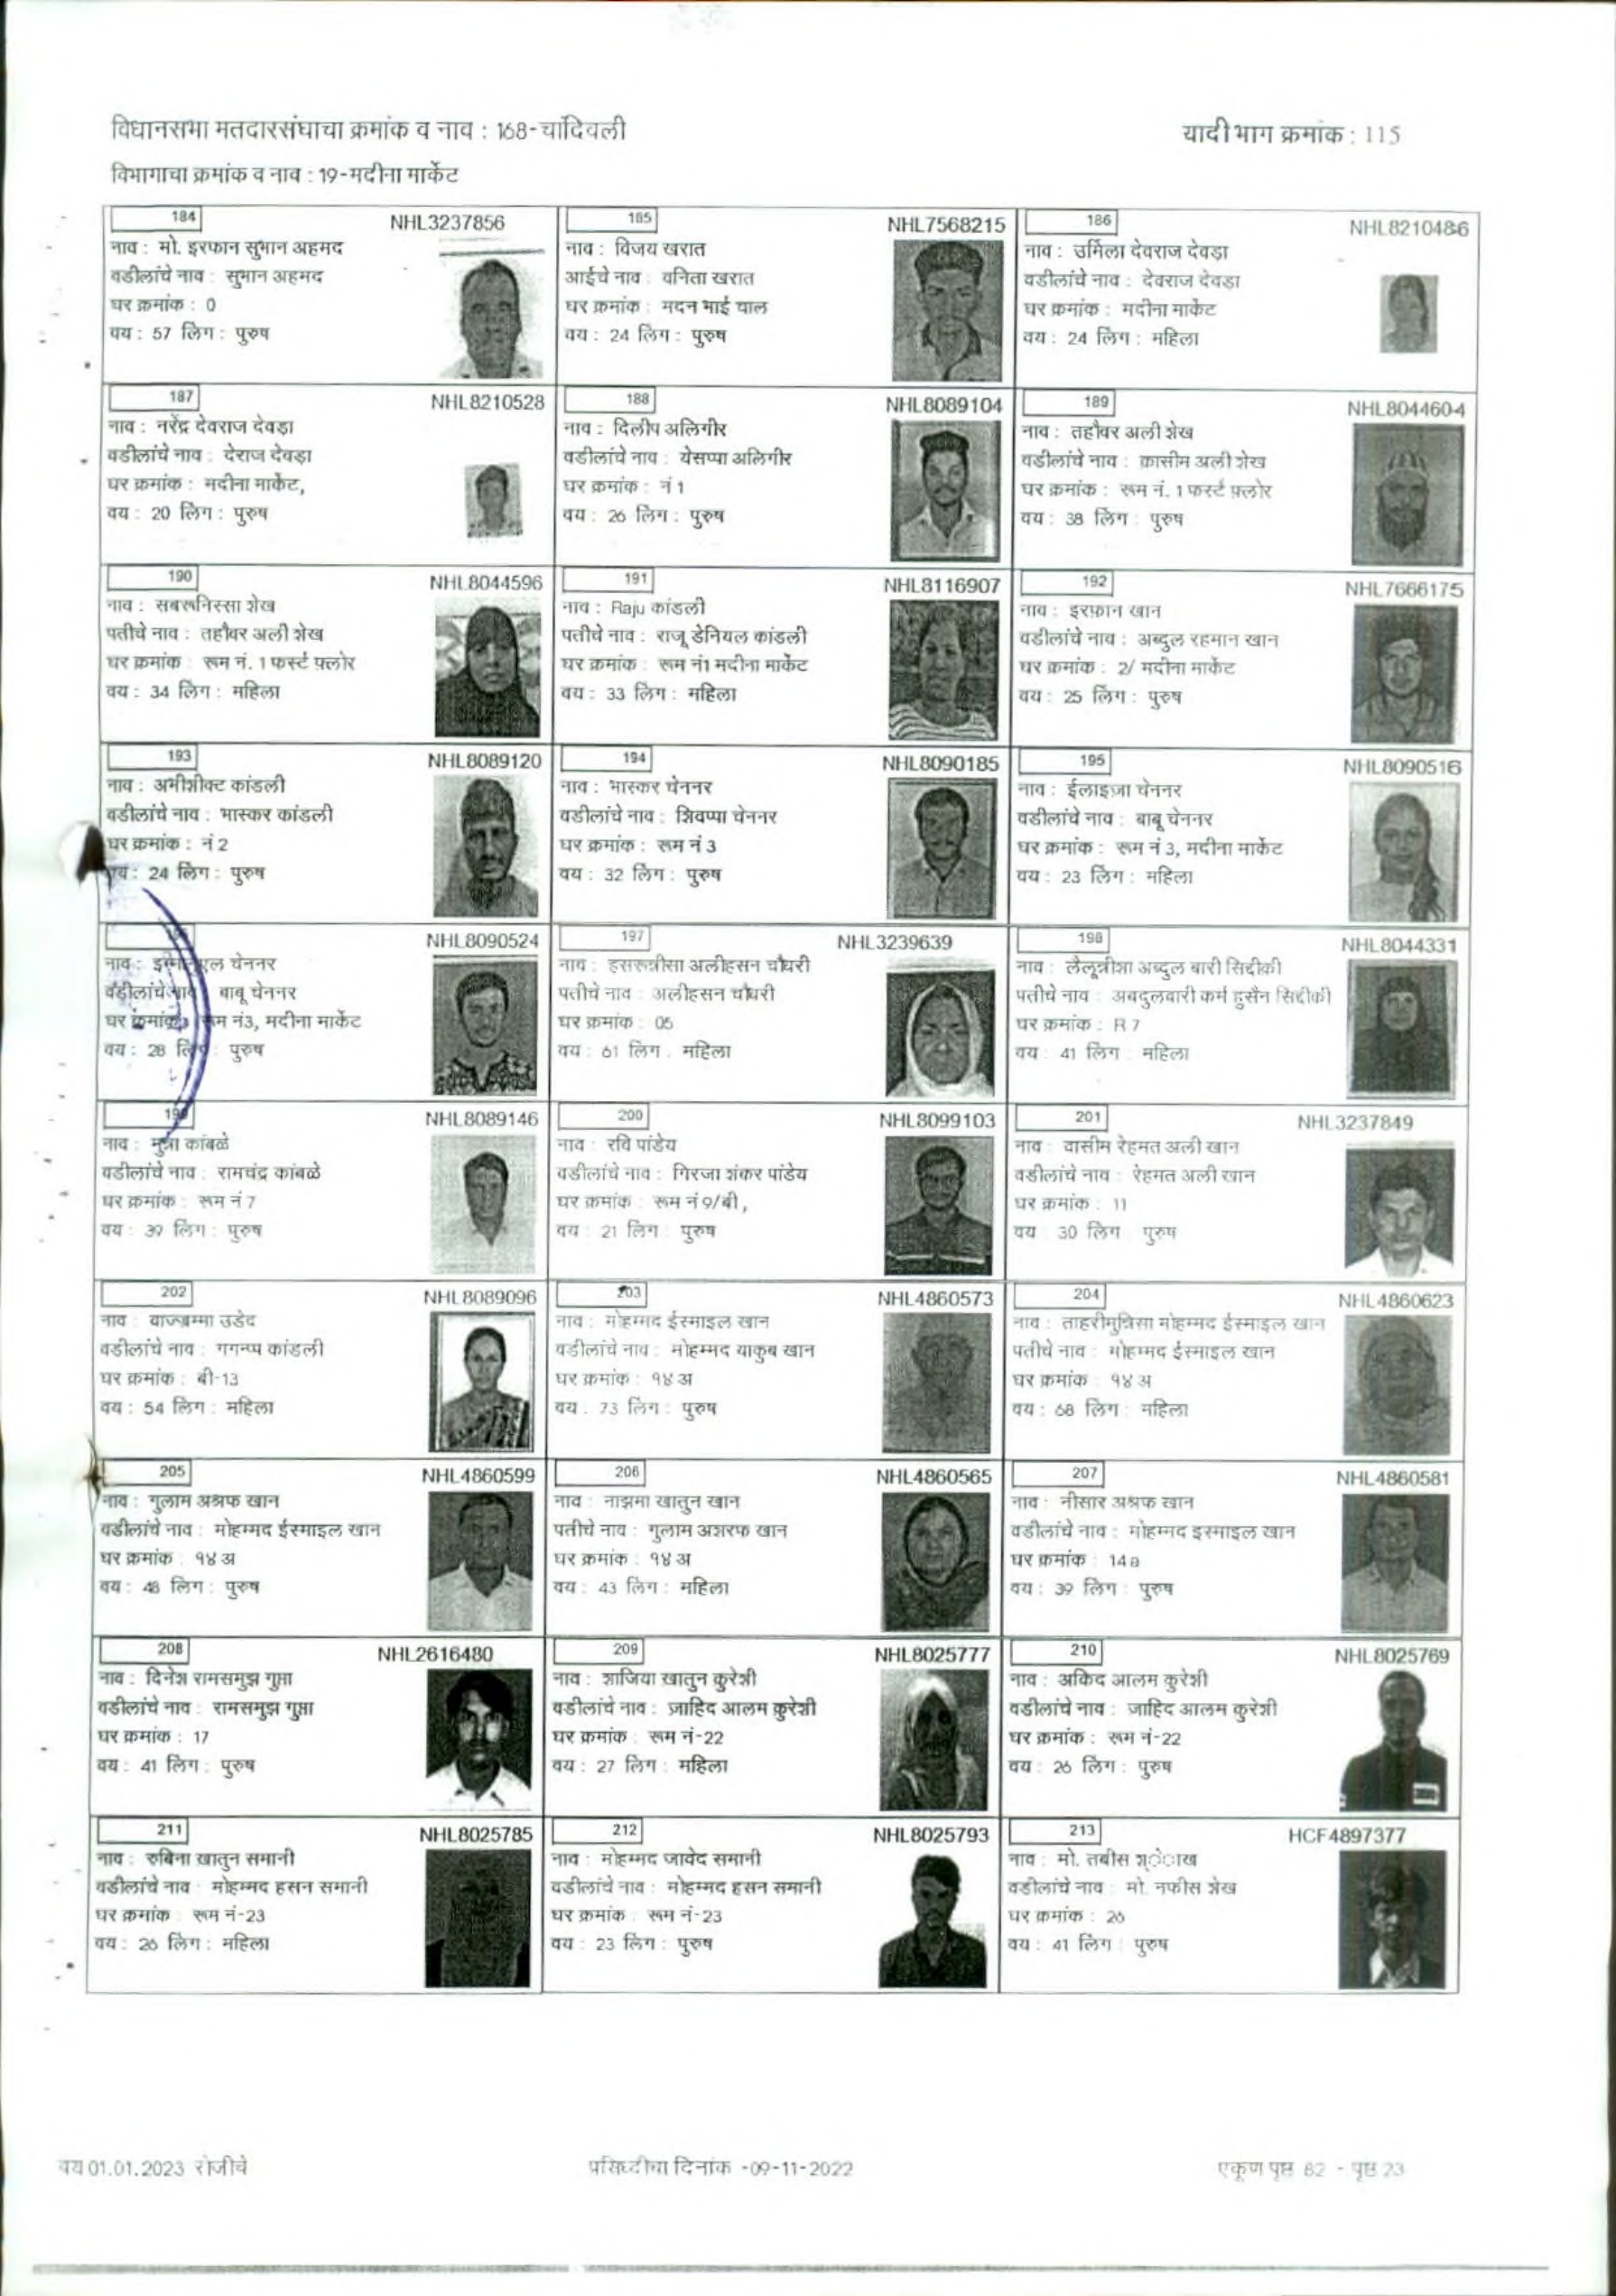 विधानसभा मतदारसंघाचा क्रमांक व नाव : 168-चांदिवली
यादी भाग क्रमांक : 115
विभागाचा क्रमांक व नाव : 19-मदीना मार्केट
184 NHL3237856
नाव : मो. इरफान सुभान अहमद
वडीलांचे नाव : सुभान अहमद
घर क्रमांक : 0
वय : 57 लिंग : पुरुष
185 NHL7568215
नाव : विजय खरात
आईचे नाव : वनिता खरात
घर क्रमांक : मदन भाई चाल
वय : 24 लिंग : पुरुष
186 NHL8210486
नाव : उर्मिला देवराज देवड़ा
वडीलांचे नाव : देवराज देवड़ा
घर क्रमांक : मदीना मार्केट
वय : 24 लिंग : महिला
187 NHL8210528
नाव : नरेंद्र देवराज देवड़ा
वडीलांचे नाव : देराज देवड़ा
घर क्रमांक : मदीना मार्केट,
वय : 20 लिंग : पुरुष
188 NHL8089104
नाव : दिलीप अलिगीर
वडीलांचे नाव : येसप्पा अलिगीर
घर क्रमांक : नं 1
वय : 26 लिंग : पुरुष
189 NHL8044604
नाव : तहौवर अली शेख
वडीलांचे नाव : क़ासीम अली शेख
घर क्रमांक : रूम नं. 1 फर्स्ट फ़्लोर
वय : 38 लिंग : पुरुष
190 NHL8044596
नाव : सबरूनिस्सा शेख
पतीचे नाव : तहौवर अली शेख
घर क्रमांक : रूम नं. 1 फर्स्ट फ़्लोर
वय : 34 लिंग : महिला
191 NHL8116907
नाव : Raju कांडली
पतीचे नाव : राजू डेनियल कांडली
घर क्रमांक : रूम नं1 मदीना मार्केट
वय : 33 लिंग : महिला
192 NHL7666175
नाव : इरफ़ान खान
वडीलांचे नाव : अब्दुल रहमान खान
घर क्रमांक : 2/ मदीना मार्केट
वय : 25 लिंग : पुरुष
193 NHL8089120
नाव : अभीशीक्ट कांडली
वडीलांचे नाव : भास्कर कांडली
घर क्रमांक : नं 2
वय : 24 लिंग : पुरुष
194 NHL8090185
नाव : भास्कर चेननर
वडीलांचे नाव : शिवप्पा चेननर
घर क्रमांक : रूम नं 3
वय : 32 लिंग : पुरुष
195 NHL8090516
नाव : ईलाइज़ा चेननर
वडीलांचे नाव : बाबू चेननर
घर क्रमांक : रूम नं 3, मदीना मार्केट
वय : 23 लिंग : महिला
NHL8090524
नाव : चेननर
वडीलांचे नाव : बाबू चेननर
घर क्रमांक : रूम नं3, मदीना मार्केट
वय : 28 लिंग : पुरुष
197 NHL3239639
नाव : हसरुन्नीसा अलीहसन चौधरी
पतीचे नाव : अलीहसन चौधरी
घर क्रमांक : 05
वय : 61 लिंग : महिला
198 NHL8044331
नाव : लैलून्नीशा अब्दुल बारी सिद्दीकी
पतीचे नाव : अबदुलबारी कर्म हुसैन सिद्दीकी
घर क्रमांक : R 7
वय : 41 लिंग : महिला
199 NHL8089146
नाव : मुन्ना कांबळे
वडीलांचे नाव : रामचंद्र कांबळे
घर क्रमांक : रूम नं 7
वय : 39 लिंग : पुरुष
200 NHL8099103
नाव : रवि पांडेय
वडीलांचे नाव : गिरजा शंकर पांडेय
घर क्रमांक : रूम नं 9/बी,
वय : 21 लिंग : पुरुष
201 NHL3237849
नाव : वासीम रेहमत अली खान
वडीलांचे नाव : रेहमत अली खान
घर क्रमांक : 11
वय : 30 लिंग : पुरुष
202 NHL8089096
नाव : उडेद
वडीलांचे नाव : गगन्प्प कांडली
घर क्रमांक : बी-13
वय : 54 लिंग : महिला
203 NHL4860573
नाव : मोहम्मद ईस्माइल खान
वडीलांचे नाव : मोहम्मद याकुब खान
घर क्रमांक : १४ अ
वय : 73 लिंग : पुरुष
204 NHL4860623
नाव : ताहरीमुन्निसा मोहम्मद ईस्माइल खान
पतीचे नाव : मोहम्मद ईस्माइल खान
घर क्रमांक : १४ अ
वय : 68 लिंग : महिला
205 NHL4860599
नाव : गुलाम अश्रफ खान
वडीलांचे नाव : मोहम्मद ईस्माइल खान
घर क्रमांक : १४ अ
वय : 48 लिंग : पुरुष
206 NHL4860565
नाव : नाझमा खातुन खान
पतीचे नाव : गुलाम अशरफ खान
घर क्रमांक : १४ अ
वय : 43 लिंग : महिला
207 NHL4860581
नाव : नीसार अश्रफ खान
वडीलांचे नाव : मोहम्मद इस्माइल खान
घर क्रमांक : 14a
वय : 39 लिंग : पुरुष
208 NHL2616480
नाव : दिनेश रामसमुझ गुप्ता
वडीलांचे नाव : रामसमुझ गुप्ता
घर क्रमांक : 17
वय : 41 लिंग : पुरुष
209 NHL8025777
नाव : शाजिया खातुन कुरेशी
वडीलांचे नाव : ज़ाहिद आलम क़ुरेशी
घर क्रमांक : रूम नं-22
वय : 27 लिंग : महिला
210 NHL8025769
नाव : अकिद आलम कुरेशी
वडीलांचे नाव : जाहिद आलम कुरेशी
घर क्रमांक : रूम नं-22
वय : 26 लिंग : पुरुष
211 NHL8025785
नाव : रुबिना खातुन समानी
वडीलांचे नाव : मोहम्मद हसन समानी
घर क्रमांक : रूम नं-23
वय : 26 लिंग : महिला
212 NHL8025793
नाव : मोहम्मद जावेद समानी
वडीलांचे नाव : मोहम्मद हसन समानी
घर क्रमांक : रूम नं-23
वय : 23 लिंग : पुरुष
213 HCF4897377
नाव : मो. तबीस
वडीलांचे नाव : मो. नफीस शेख
घर क्रमांक : 26
वय : 41 लिंग : पुरुष
वय 01.01.2023 रोजीचे
प्रसिध्दीचा दिनांक -09-11-2022
एकूण पृष्ठ 82 - पृष्ठ 23